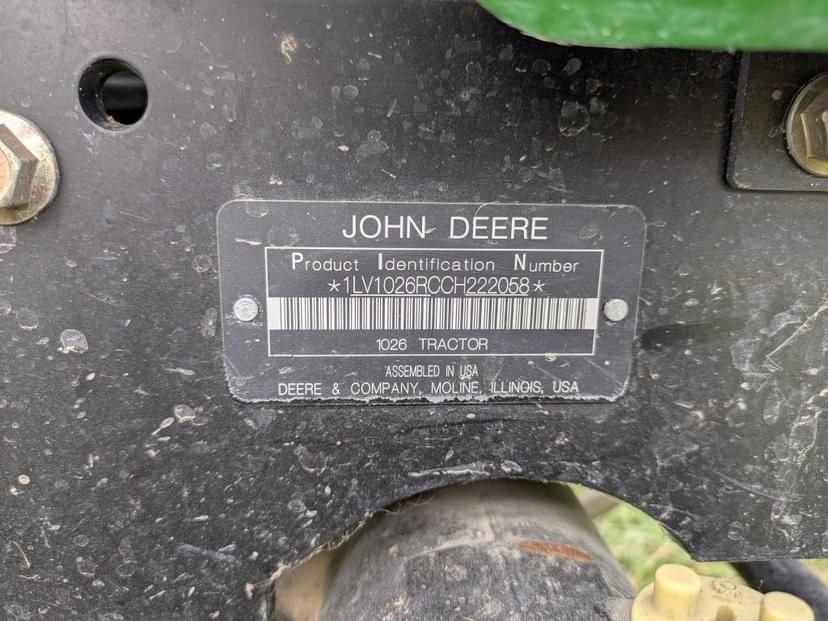 JOHN DEERE
Product Identification Number
*1LV1026RCCH222058*
1026 TRACTOR
ASSEMBLED IN USA
DEERE & COMPANY, MOLINE, ILLINOIS, USA